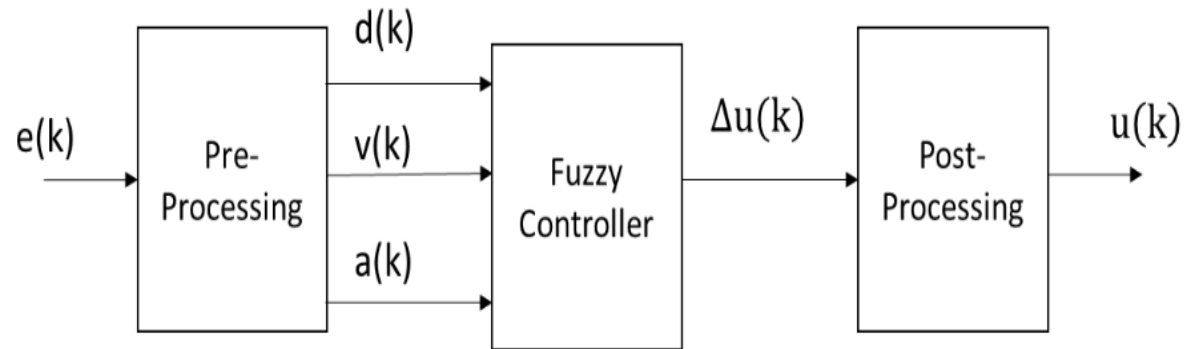 e(k)
Pre-
Processing
d(k)
v(k)
a(k)
Fuzzy
Controller
Δu(k)
Post-
Processing
u(k)